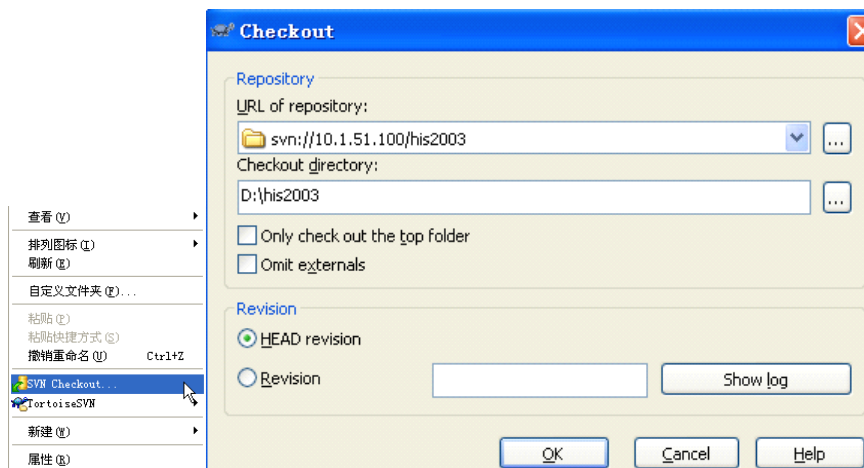 查看(V)
排列图标(I)
刷新(E)
自定义文件夹(F)...
粘贴(P)
粘贴快捷方式(S)
撤销重命名(U) Ctrl+Z
SVN Checkout...
TortoiseSVN
新建(W)
属性(R)
Checkout
Repository
URL of repository:
svn://10.1.51.100/his2003
...
Checkout directory:
D:\his2003
...
Only check out the top folder
Omit externals
Revision
HEAD revision
Revision
Show log
OK Cancel Help